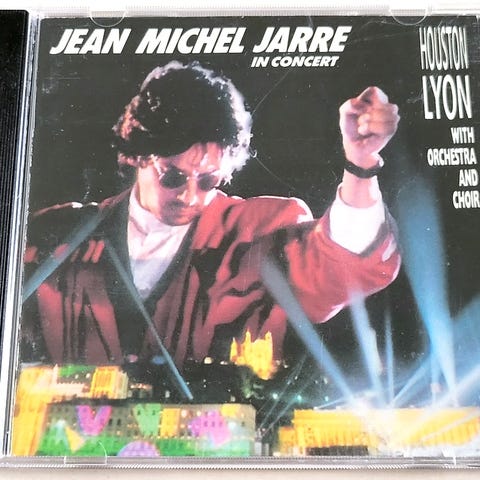 JEAN MICHEL JARRE
IN CONCERT
HOUSTON
LYON
WITH
ORCHESTRA
AND
CHOIR